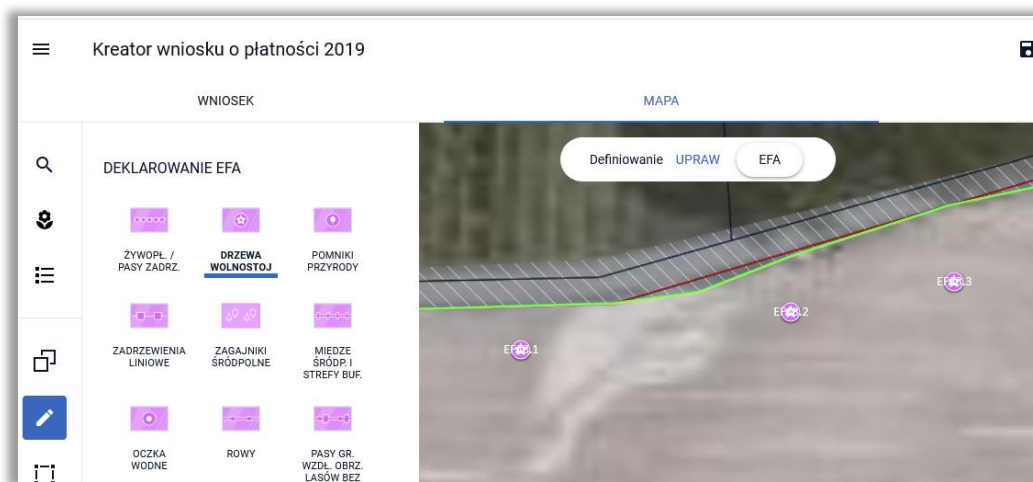 Kreator wniosku o płatności 2019
WNIOSEK
MAPA
DEKLAROWANIE EFA
Definiowanie UPRAW EFA
ŻYWOPŁ. /
PASY ZADRZ.
DRZEWA
WOLNOSTOJ
POMNIKI
PRZYRODY
ZADRZEWIENIA
LINIOWE
ZAGAJNIKI
ŚRÓDPOLNE
MIEDZE
ŚRÓDP. I
STREFY BUF.
OCZKA
WODNE
ROWY
PASY GR.
WZDŁ. OBRZ.
LASÓW BEZ